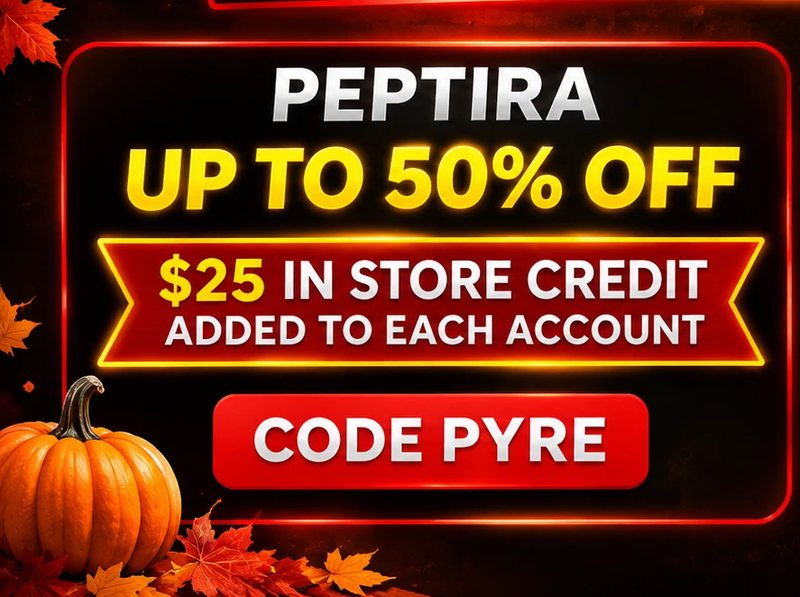 PEPTIRA
UP TO 50% OFF
$25 IN STORE CREDIT
ADDED TO EACH ACCOUNT
CODE PYRE